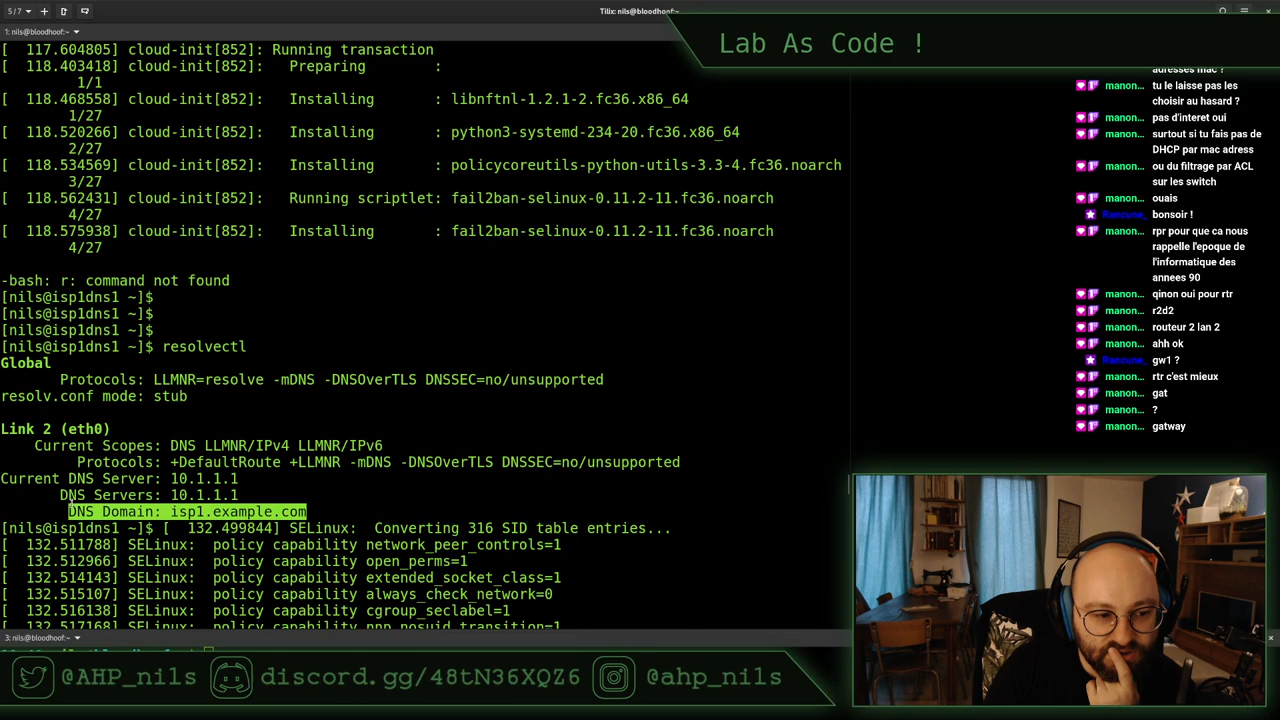 5/7
Tilix: nils@bloodhoof:~
1: nils@bloodhoof:~
[  117.604805] cloud-init[852]: Running transaction
[  118.403418] cloud-init[852]:   Preparing        :
1/1
[  118.468558] cloud-init[852]:   Installing       : libnftnl-1.2.1-2.fc36.x86_64
1/27
[  118.520266] cloud-init[852]:   Installing       : python3-systemd-234-20.fc36.x86_64
2/27
[  118.534569] cloud-init[852]:   Installing       : policycoreutils-python-utils-3.3-4.fc36.noarch
3/27
[  118.562431] cloud-init[852]:   Running scriptlet: fail2ban-selinux-0.11.2-11.fc36.noarch
4/27
[  118.575938] cloud-init[852]:   Installing       : fail2ban-selinux-0.11.2-11.fc36.noarch
4/27
-bash: r: command not found
[nils@isp1dns1 ~]$
[nils@isp1dns1 ~]$
[nils@isp1dns1 ~]$
[nils@isp1dns1 ~]$ resolvectl
Global
Protocols: LLMNR=resolve -mDNS -DNSOverTLS DNSSEC=no/unsupported
resolv.conf mode: stub
Link 2 (eth0)
Current Scopes: DNS LLMNR/IPv4 LLMNR/IPv6
Protocols: +DefaultRoute +LLMNR -mDNS -DNSOverTLS DNSSEC=no/unsupported
Current DNS Server: 10.1.1.1
DNS Servers: 10.1.1.1
DNS Domain: isp1.example.com
[nils@isp1dns1 ~]$ [  132.499844] SELinux:  Converting 316 SID table entries...
[  132.511788] SELinux:  policy capability network_peer_controls=1
[  132.512966] SELinux:  policy capability open_perms=1
[  132.514143] SELinux:  policy capability extended_socket_class=1
[  132.515107] SELinux:  policy capability always_check_network=0
[  132.516138] SELinux:  policy capability cgroup_seclabel=1
[  132.517168] SELinux:  policy capability nnp_nosuid_transition=1
3: nils@bloodhoof:~
Lab As Code !
adresses mac ?
manon... tu le laisse pas les
choisir au hasard ?
manon... pas d'interet oui
manon... surtout si tu fais pas de
DHCP par mac adress
manon... ou du filtrage par ACL
sur les switch
manon... ouais
Rancune_ bonsoir !
manon... rpr pour que ca nous
rappelle l'epoque de
l'informatique des
annees 90
manon... qinon oui pour rtr
manon... r2d2
manon... routeur 2 lan 2
manon... ahh ok
Rancune_ gw1 ?
manon... rtr c'est mieux
manon... gat
manon... ?
manon... gatway
@AHP_nils
discord.gg/48tN36XQZ6
@ahp_nils